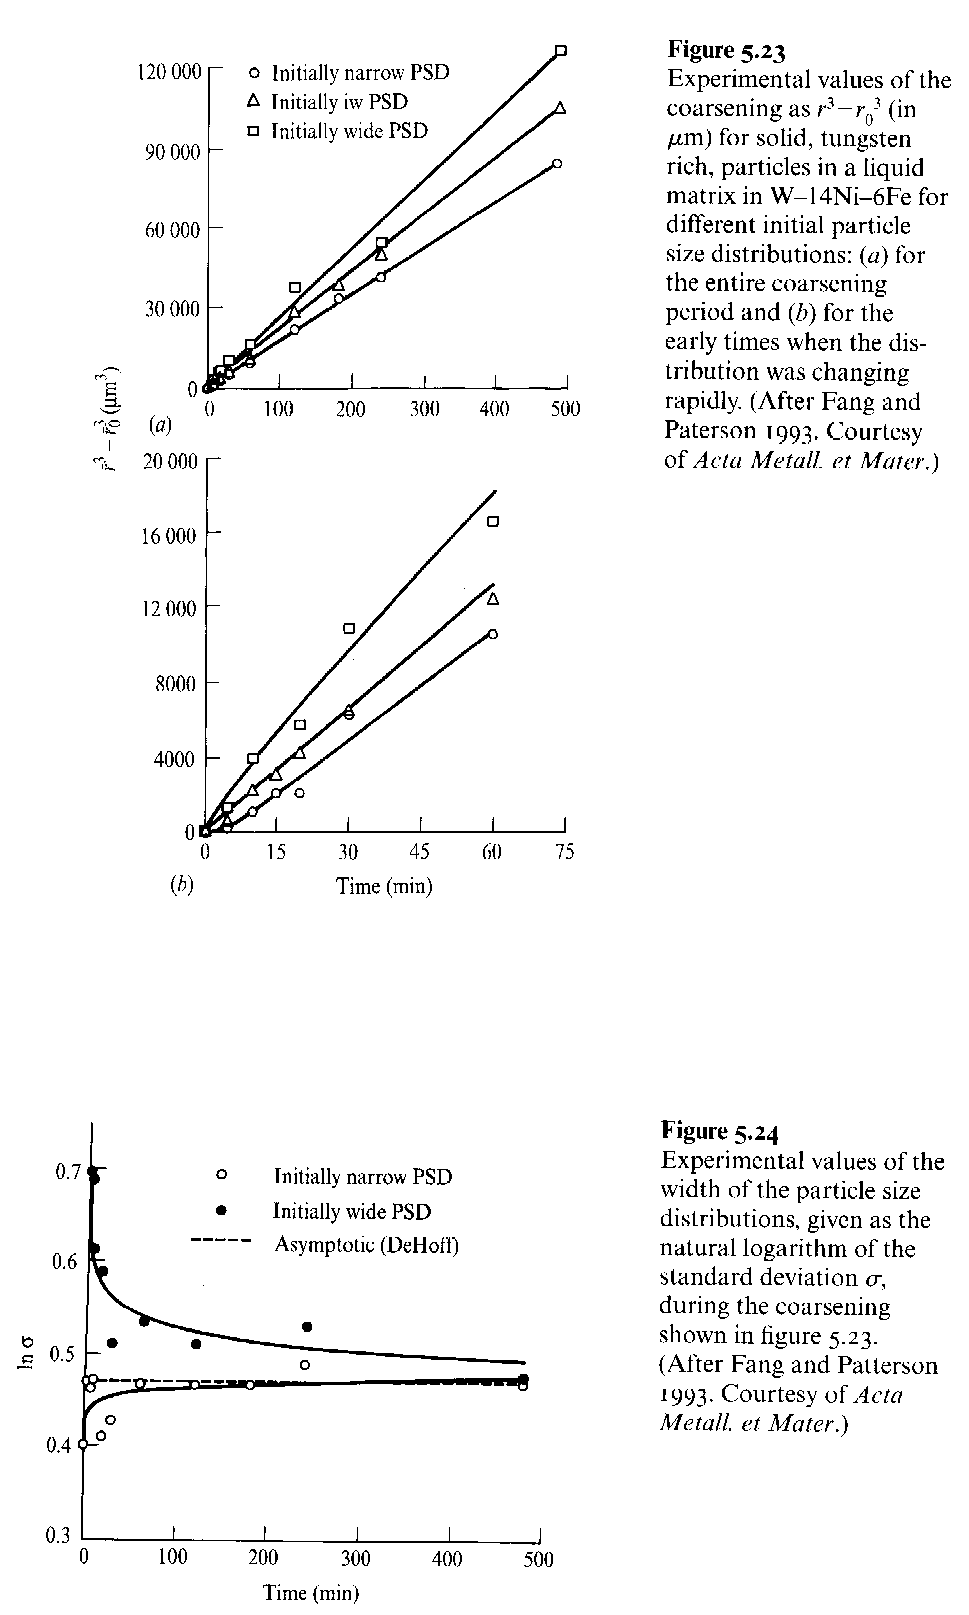 120 000
90 000
60 000
30 000
0
Initially narrow PSD
Initially iw PSD
Initially wide PSD
0 100 200 300 400 500
(a)
r̄³ – r̄₀³ (µm³)
20 000
16 000
12 000
8000
4000
0
0 15 30 45 60 75
(b)
Time (min)
Figure 5.23
Experimental values of the
coarsening as r³–r₀³ (in
µm) for solid, tungsten
rich, particles in a liquid
matrix in W–14Ni–6Fe for
different initial particle
size distributions: (a) for
the entire coarsening
period and (b) for the
early times when the dis-
tribution was changing
rapidly. (After Fang and
Paterson 1993. Courtesy
of Acta Metall. et Mater.)
0.7
0.6
0.5
0.4
0.3
ln σ
Initially narrow PSD
Initially wide PSD
Asymptotic (DeHoff)
0 100 200 300 400 500
Time (min)
Figure 5.24
Experimental values of the
width of the particle size
distributions, given as the
natural logarithm of the
standard deviation σ,
during the coarsening
shown in figure 5.23.
(After Fang and Patterson
1993. Courtesy of Acta
Metall. et Mater.)